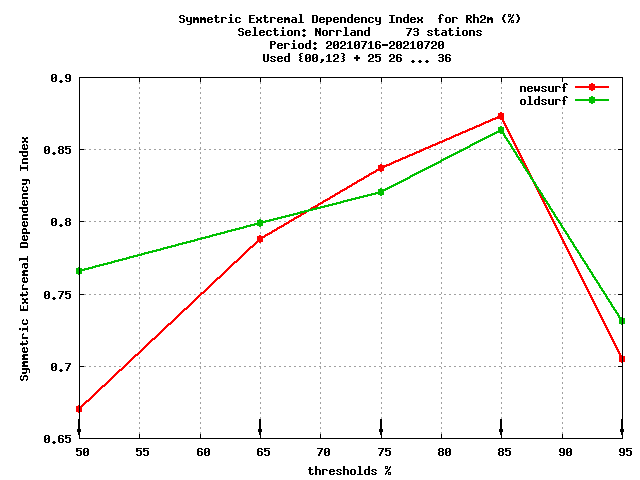 Symmetric Extremal Dependency Index  for Rh2m (%)
Selection: Norrland     73 stations
Period: 20210716-20210720
Used {00,12} + 25 26 ... 36
newsurf
oldsurf
0.9
0.85
0.8
0.75
0.7
0.65
Symmetric Extremal Dependency Index
50 55 60 65 70 75 80 85 90 95
thresholds %